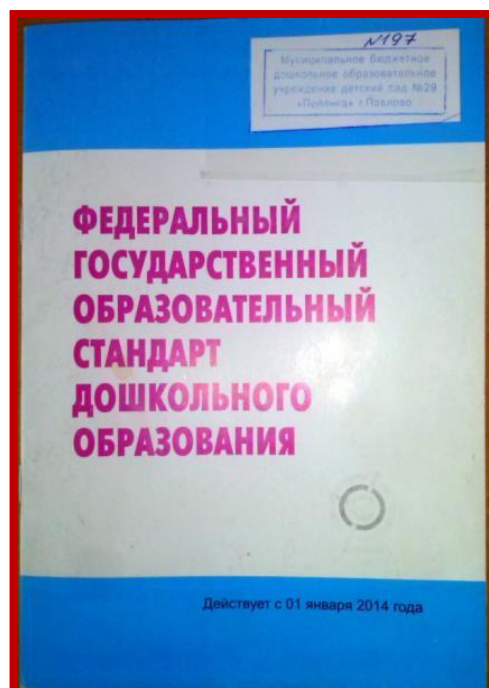 №197
Муниципальное бюджетное
дошкольное образовательное
учреждение детский сад №29
«Полянка» г.Павлово
ФЕДЕРАЛЬНЫЙ
ГОСУДАРСТВЕННЫЙ
ОБРАЗОВАТЕЛЬНЫЙ
СТАНДАРТ
ДОШКОЛЬНОГО
ОБРАЗОВАНИЯ
Действует с 01 января 2014 года